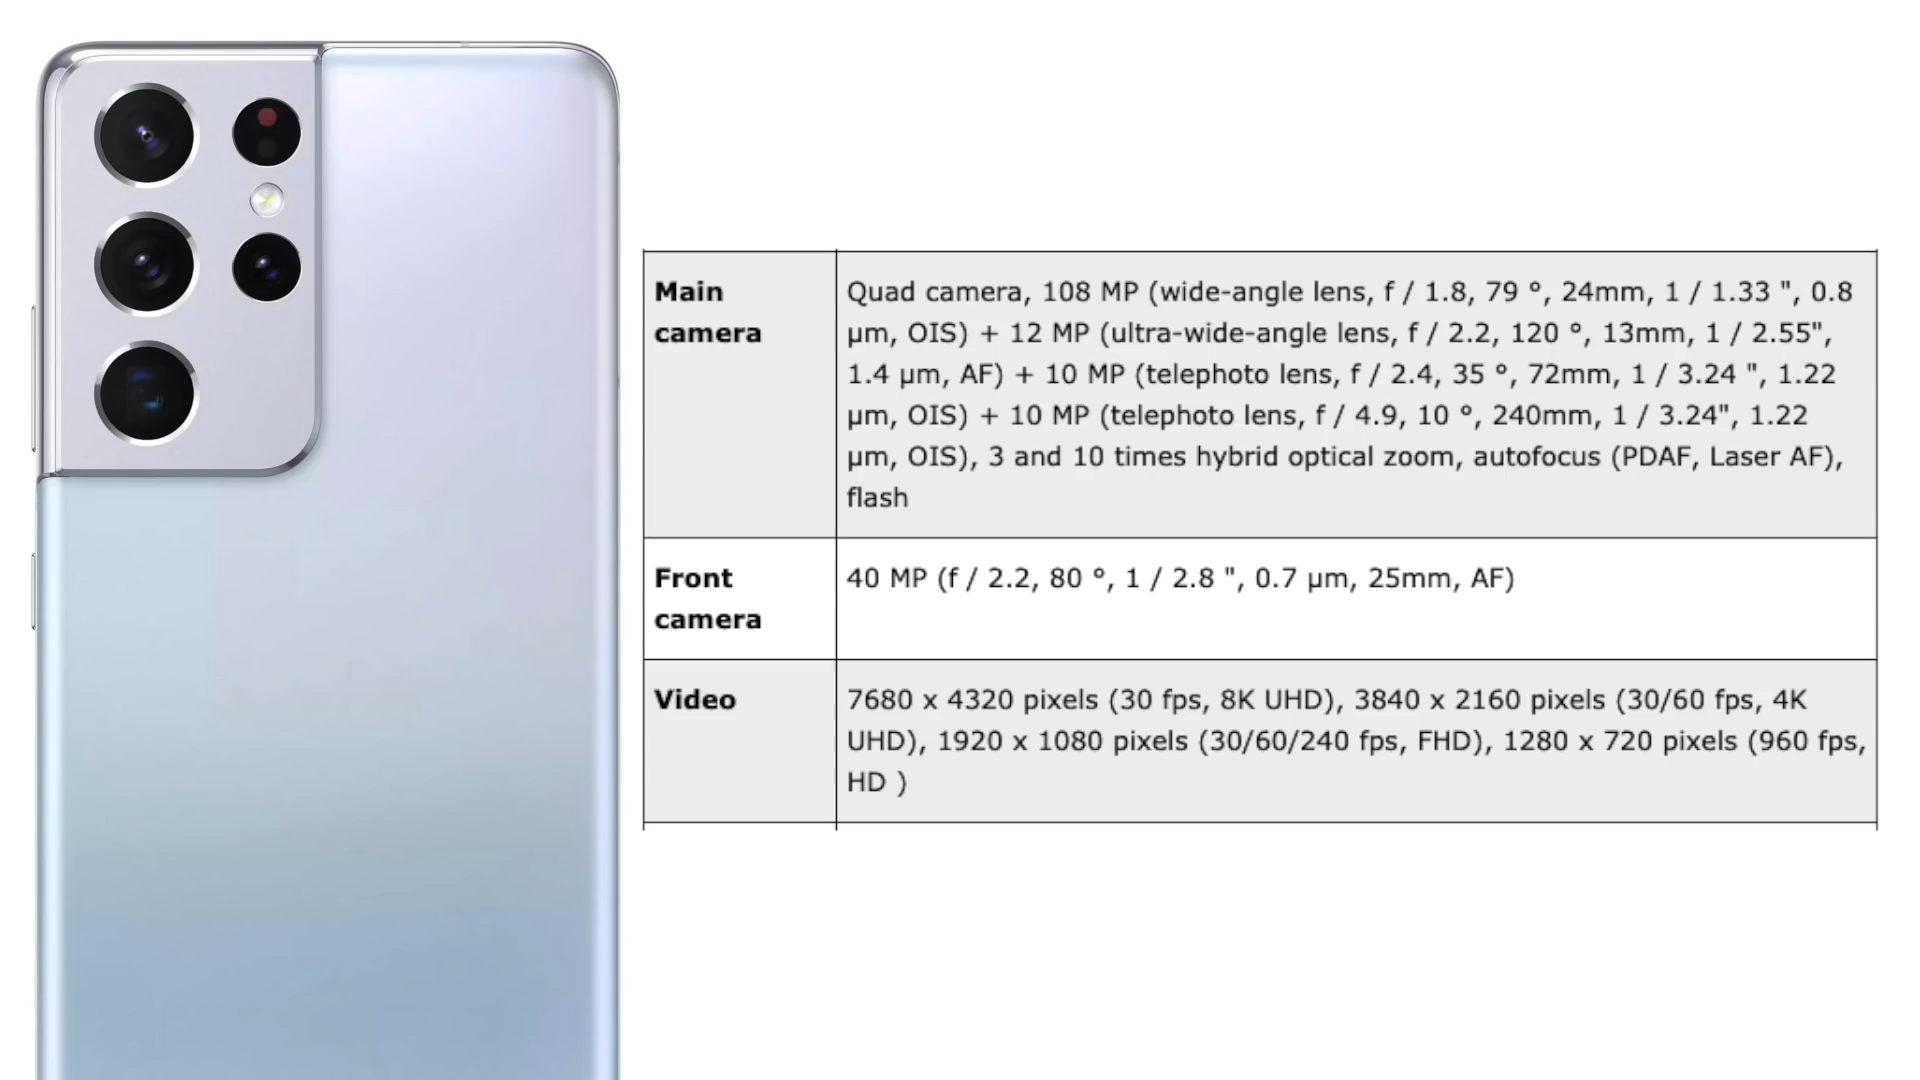 Main
camera
Quad camera, 108 MP (wide-angle lens, f / 1.8, 79 °, 24mm, 1 / 1.33 ", 0.8
µm, OIS) + 12 MP (ultra-wide-angle lens, f / 2.2, 120 °, 13mm, 1 / 2.55",
1.4 µm, AF) + 10 MP (telephoto lens, f / 2.4, 35 °, 72mm, 1 / 3.24 ", 1.22
µm, OIS) + 10 MP (telephoto lens, f / 4.9, 10 °, 240mm, 1 / 3.24", 1.22
µm, OIS), 3 and 10 times hybrid optical zoom, autofocus (PDAF, Laser AF),
flash
Front
camera
40 MP (f / 2.2, 80 °, 1 / 2.8 ", 0.7 µm, 25mm, AF)
Video
7680 x 4320 pixels (30 fps, 8K UHD), 3840 x 2160 pixels (30/60 fps, 4K
UHD), 1920 x 1080 pixels (30/60/240 fps, FHD), 1280 x 720 pixels (960 fps,
HD )